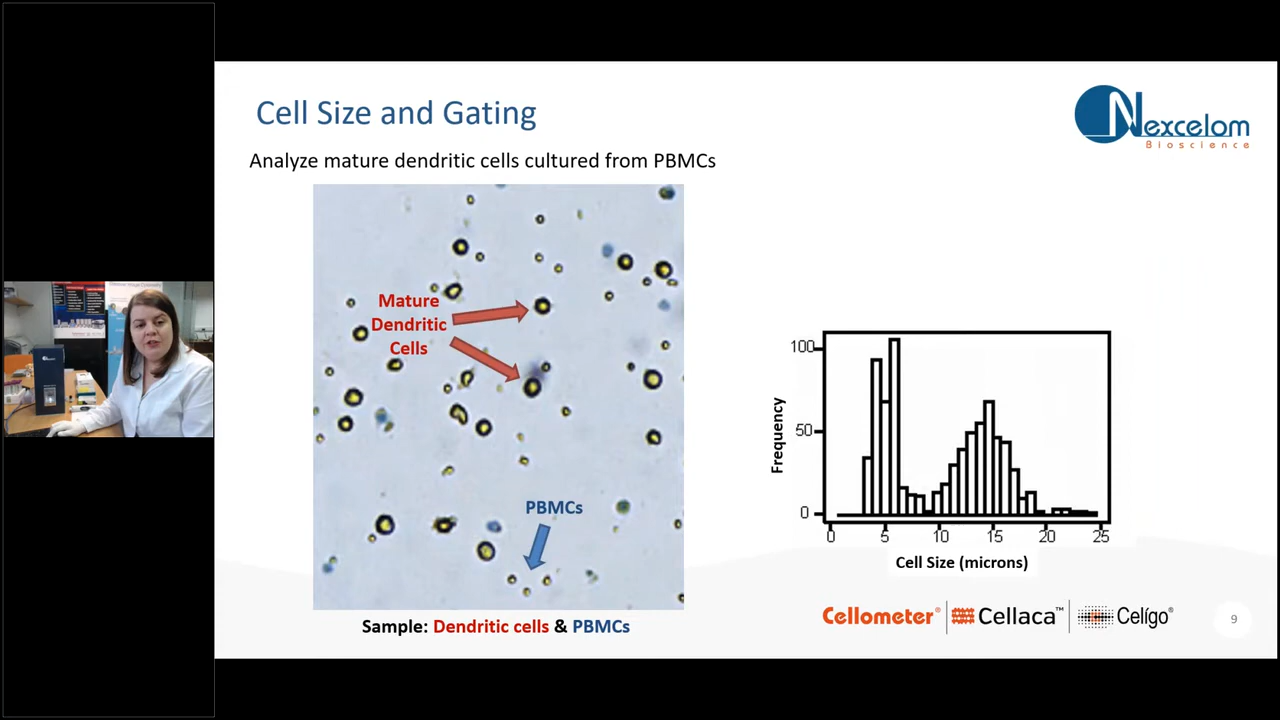 Cell Size and Gating
Nexcelom
Bioscience
Analyze mature dendritic cells cultured from PBMCs
Mature
Dendritic
Cells
PBMCs
Sample: Dendritic cells & PBMCs
Frequency
100
50
0
0 5 10 15 20 25
Cell Size (microns)
Cellometer® Cellaca™ Celigo®
9